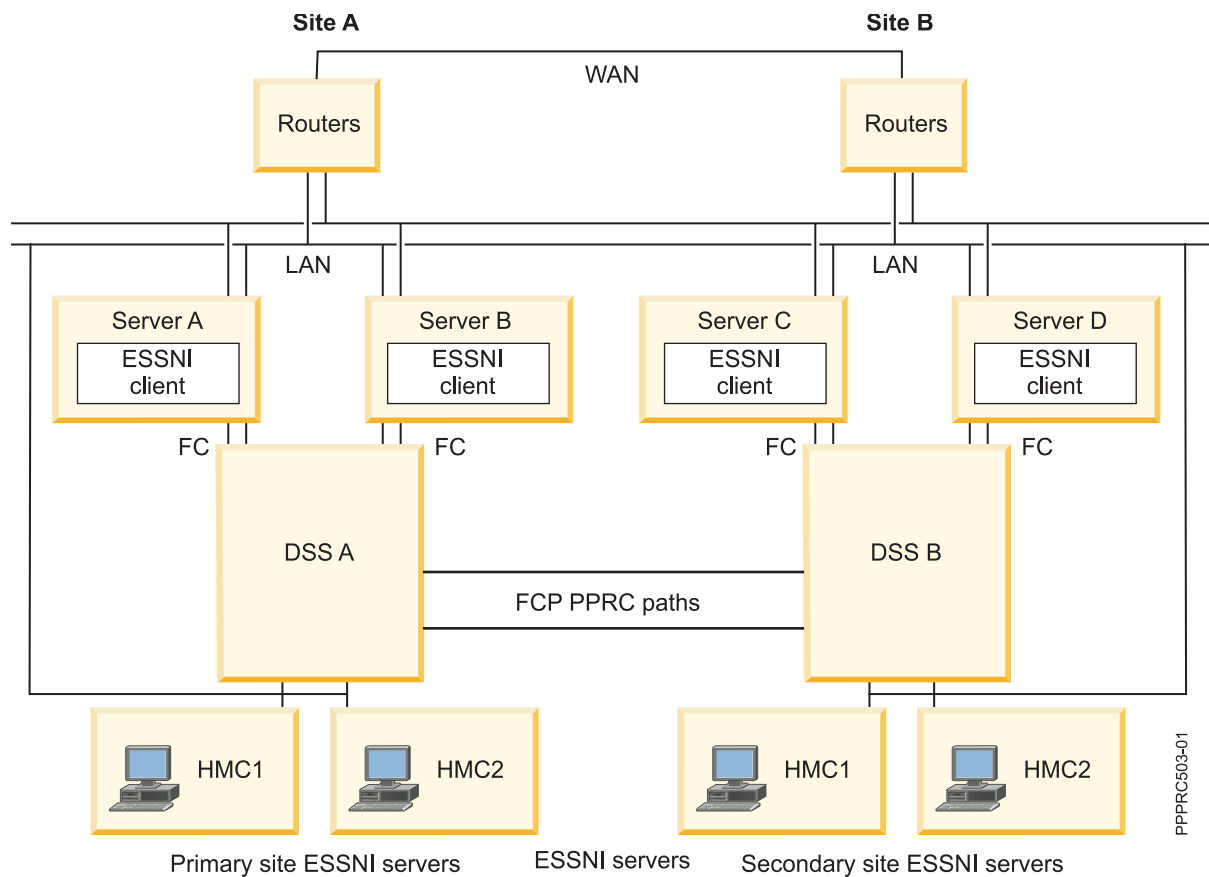 Site A
Site B
WAN
Routers
Routers
LAN
LAN
Server A
ESSNI
client
Server B
ESSNI
client
Server C
ESSNI
client
Server D
ESSNI
client
FC
FC
FC
FC
DSS A
DSS B
FCP PPRC paths
HMC1
HMC2
HMC1
HMC2
PPPRC503-01
Primary site ESSNI servers
ESSNI servers
Secondary site ESSNI servers